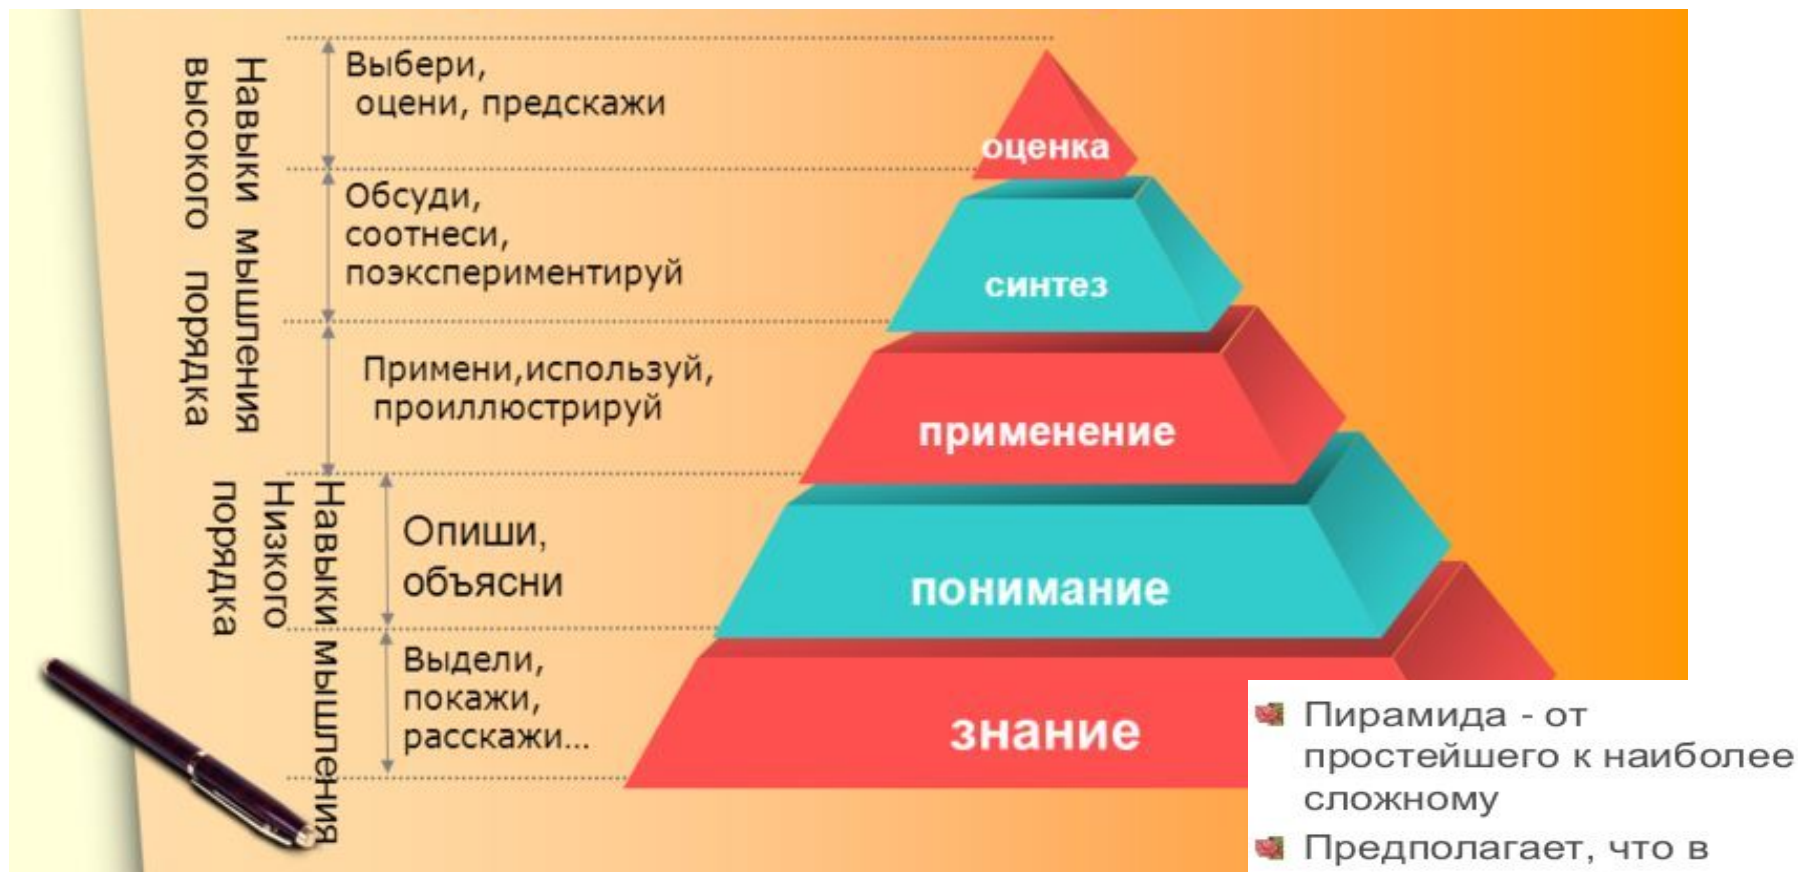 Навыки мышления
высокого порядка
Выбери,
оцени, предскажи
оценка
Обсуди,
соотнеси,
поэкспериментируй
синтез
Примени,используй,
проиллюстрируй
применение
Навыки мышления
Низкого
порядка
Опиши,
объясни
понимание
Выдели,
покажи,
расскажи...
знание
Пирамида - от
простейшего к наиболее
сложному
Предполагает, что в